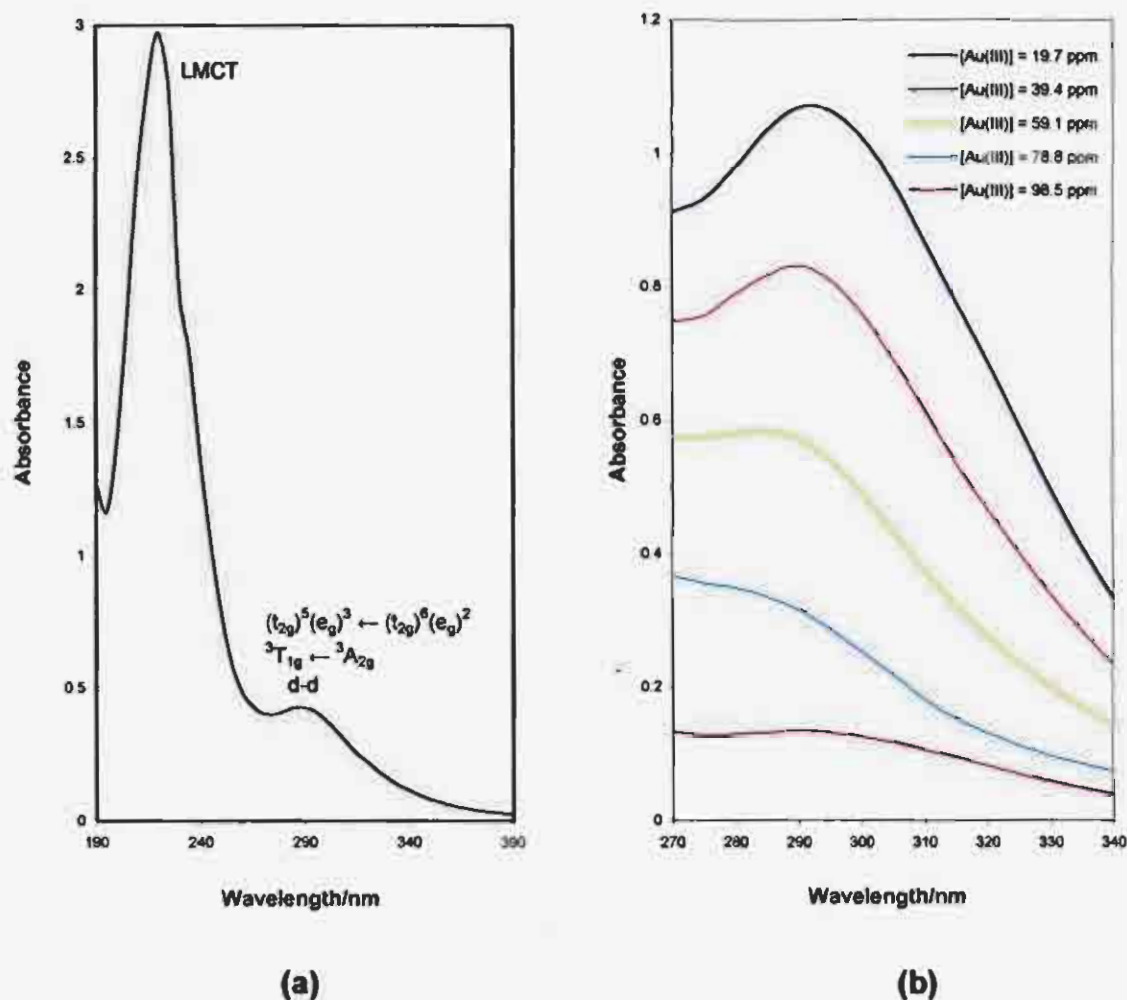 3
2.5
2
1.5
1
0.5
0
Absorbance
LMCT
(t₂g)⁵(eg)³ ← (t₂g)⁶(eg)²
³T₁g ← ³A₂g
d-d
190 240 290 340 390
Wavelength/nm
(a)
1.2
1
0.8
0.6
0.4
0.2
0
Absorbance
[Au(III)] = 19.7 ppm
[Au(III)] = 39.4 ppm
[Au(III)] = 59.1 ppm
[Au(III)] = 78.8 ppm
[Au(III)] = 98.5 ppm
270 280 290 300 310 320 330 340
Wavelength/nm
(b)